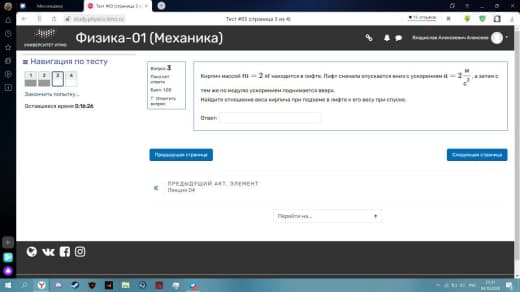 Механика
Тест #03 (страница 3 из 4)
study.physics.itmo.ru
Тест #03 (страница 3 из 4)
УНИВЕРСИТЕТ ИТМО
Физика-01 (Механика)
Владислав Алексеевич Алексеев
Навигация по тесту
1 2 3 4
Закончить попытку...
Оставшееся время 0:16:26
Вопрос 3
Пока нет ответа
Балл: 1,00
Отметить вопрос
Кирпич массой m = 2 кг находится в лифте. Лифт сначала опускается вниз с ускорением a = 2 м/с², а затем с
тем же по модулю ускорением поднимается вверх.
Найдите отношение веса кирпича при подъеме в лифте к его весу при спуске.
Ответ:
Предыдущая страница
Следующая страница
ПРЕДЫДУЩИЙ АКТ. ЭЛЕМЕНТ
Лекция 04
Перейти на...